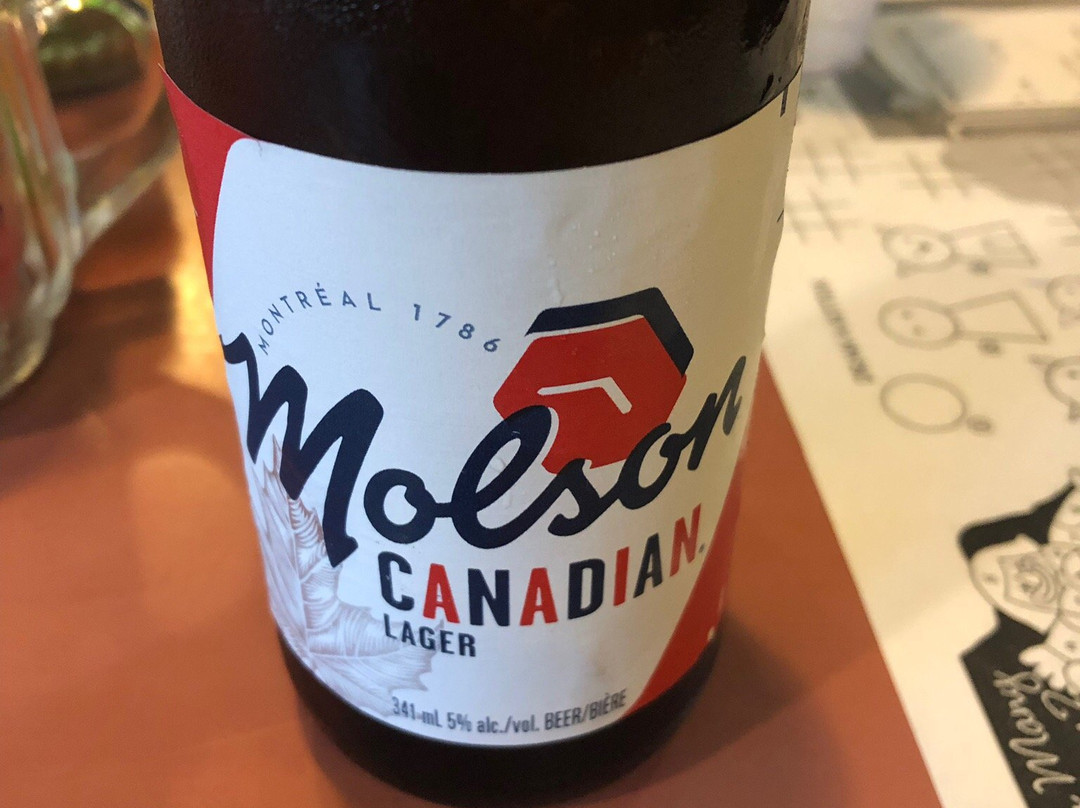 MONTRÉAL 1786
Molson
CANADIAN
LAGER
341 mL 5% alc./vol. BEER/BIÈRE